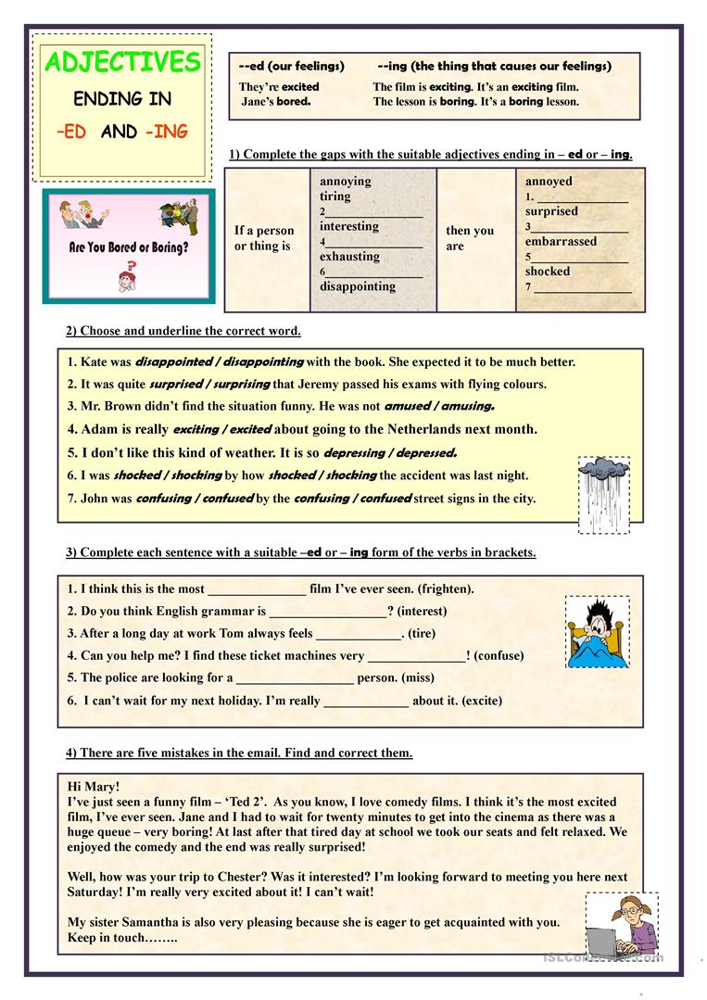 ADJECTIVES
ENDING IN
-ED AND -ING
--ed (our feelings) --ing (the thing that causes our feelings)
They’re excited The film is exciting. It’s an exciting film.
Jane’s bored. The lesson is boring. It’s a boring lesson.
1) Complete the gaps with the suitable adjectives ending in – ed or – ing.
Are You Bored or Boring?
?
If a person
or thing is
annoying
tiring
2________________
interesting
4________________
exhausting
6________________
disappointing
then you
are
annoyed
1. _______________
surprised
3________________
embarrassed
5________________
shocked
7 ________________
2) Choose and underline the correct word.
1. Kate was disappointed / disappointing with the book. She expected it to be much better.
2. It was quite surprised / surprising that Jeremy passed his exams with flying colours.
3. Mr. Brown didn’t find the situation funny. He was not amused / amusing.
4. Adam is really exciting / excited about going to the Netherlands next month.
5. I don’t like this kind of weather. It is so depressing / depressed.
6. I was shocked / shocking by how shocked / shocking the accident was last night.
7. John was confusing / confused by the confusing / confused street signs in the city.
3) Complete each sentence with a suitable –ed or – ing form of the verbs in brackets.
1. I think this is the most _______________ film I’ve ever seen. (frighten).
2. Do you think English grammar is __________________? (interest)
3. After a long day at work Tom always feels _____________. (tire)
4. Can you help me? I find these ticket machines very _______________! (confuse)
5. The police are looking for a __________________ person. (miss)
6. I can’t wait for my next holiday. I’m really _____________ about it. (excite)
4) There are five mistakes in the email. Find and correct them.
Hi Mary!
I’ve just seen a funny film – ‘Ted 2’. As you know, I love comedy films. I think it’s the most excited
film, I’ve ever seen. Jane and I had to wait for twenty minutes to get into the cinema as there was a
huge queue – very boring! At last after that tired day at school we took our seats and felt relaxed. We
enjoyed the comedy and the end was really surprised!
Well, how was your trip to Chester? Was it interested? I’m looking forward to meeting you here next
Saturday! I’m really very excited about it! I can’t wait!
My sister Samantha is also very pleasing because she is eager to get acquainted with you.
Keep in touch……..
iSLCollective.com